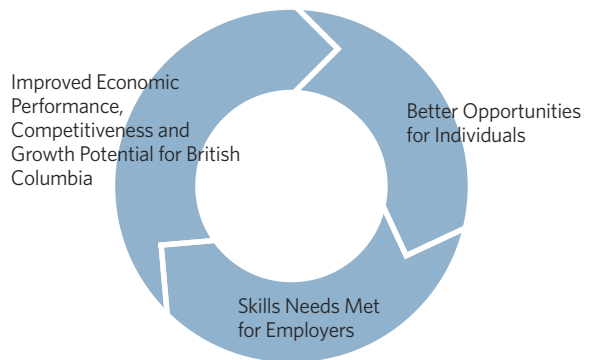 Improved Economic
Performance,
Competitiveness and
Growth Potential for British
Columbia
Better Opportunities
for Individuals
Skills Needs Met
for Employers